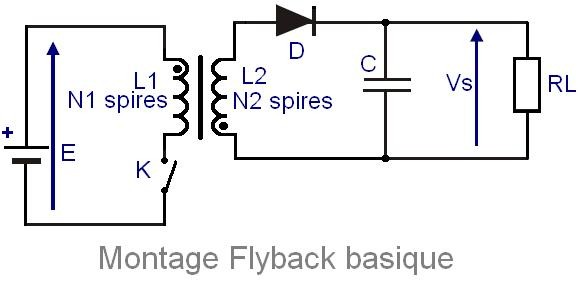 D
L1
L2
C
N1 spires
N2 spires
Vs
RL
+
E
K
Montage Flyback basique